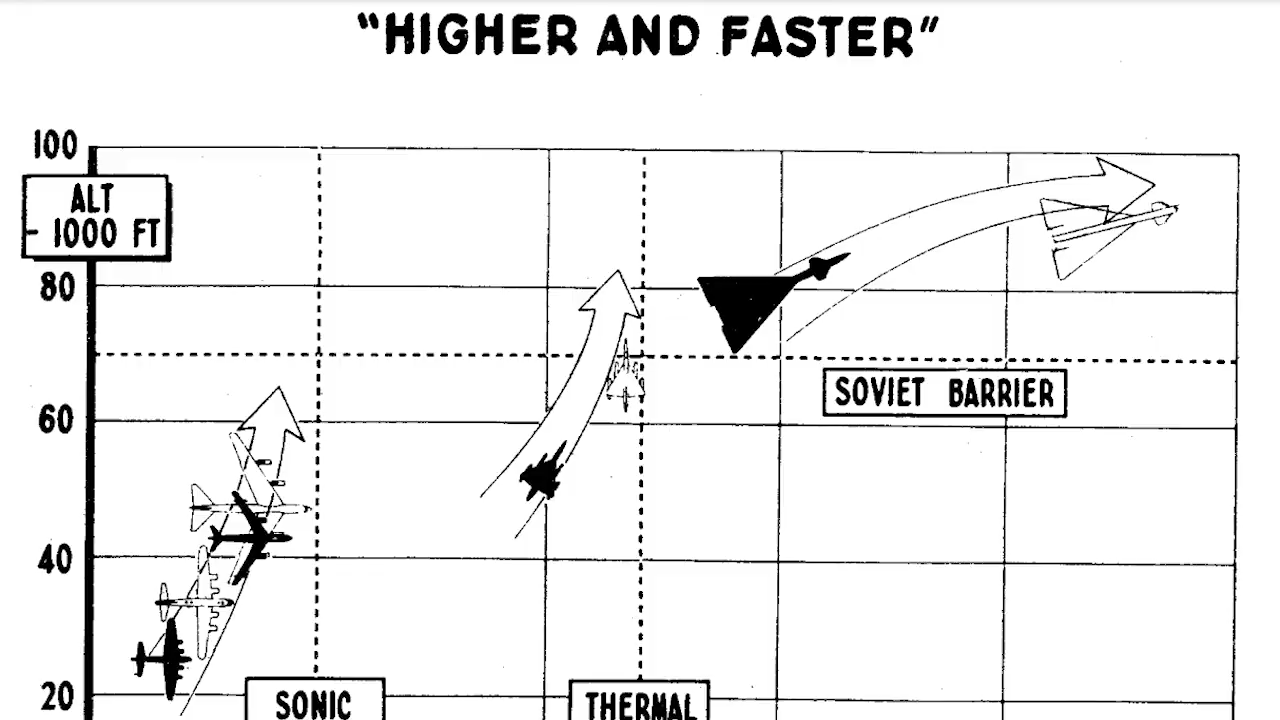 "HIGHER AND FASTER"
100
ALT
- 1000 FT
80
SOVIET BARRIER
60
40
20
SONIC
THERMAL